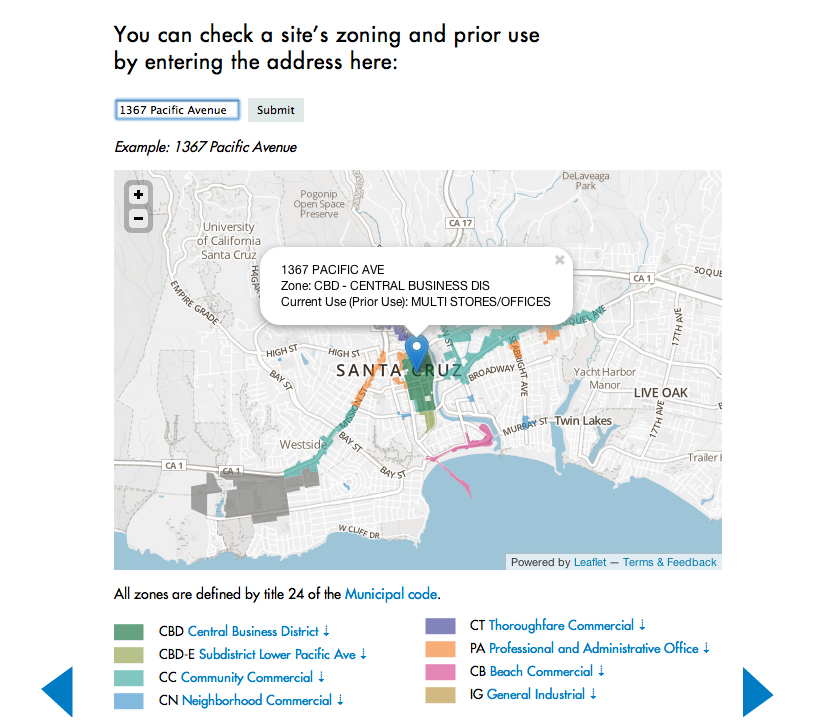 You can check a site's zoning and prior use
by entering the address here:
1367 Pacific Avenue
Submit
Example: 1367 Pacific Avenue
+
−
DeLaveaga
Park
Pogonip
Open Space
Preserve
CA 17
University
of California
Santa Cruz
HAGAR
EMPIRE GRADE
1367 PACIFIC AVE
Zone: CBD - CENTRAL BUSINESS DIS
Current Use (Prior Use): MULTI STORES/OFFICES
×
CA 1
SOQUE
17TH AVE
HIGH ST
HIGH ST
BAY ST
SANTA CRUZ
BROADWAY
SEABRIGHT AVE
Yacht Harbor
Manor
LIVE OAK
17TH AVE
MISSION ST
MURRAY ST
Twin Lakes
Westside
BAY ST
BAY ST
CA 1
CA 1
Trailer
W CLIFF DR
Powered by Leaflet — Terms & Feedback
All zones are defined by title 24 of the Municipal code.
CBD Central Business District ↓
CBD-E Subdistrict Lower Pacific Ave ↓
CC Community Commercial ↓
CN Neighborhood Commercial ↓
CT Thoroughfare Commercial ↓
PA Professional and Administrative Office ↓
CB Beach Commercial ↓
IG General Industrial ↓